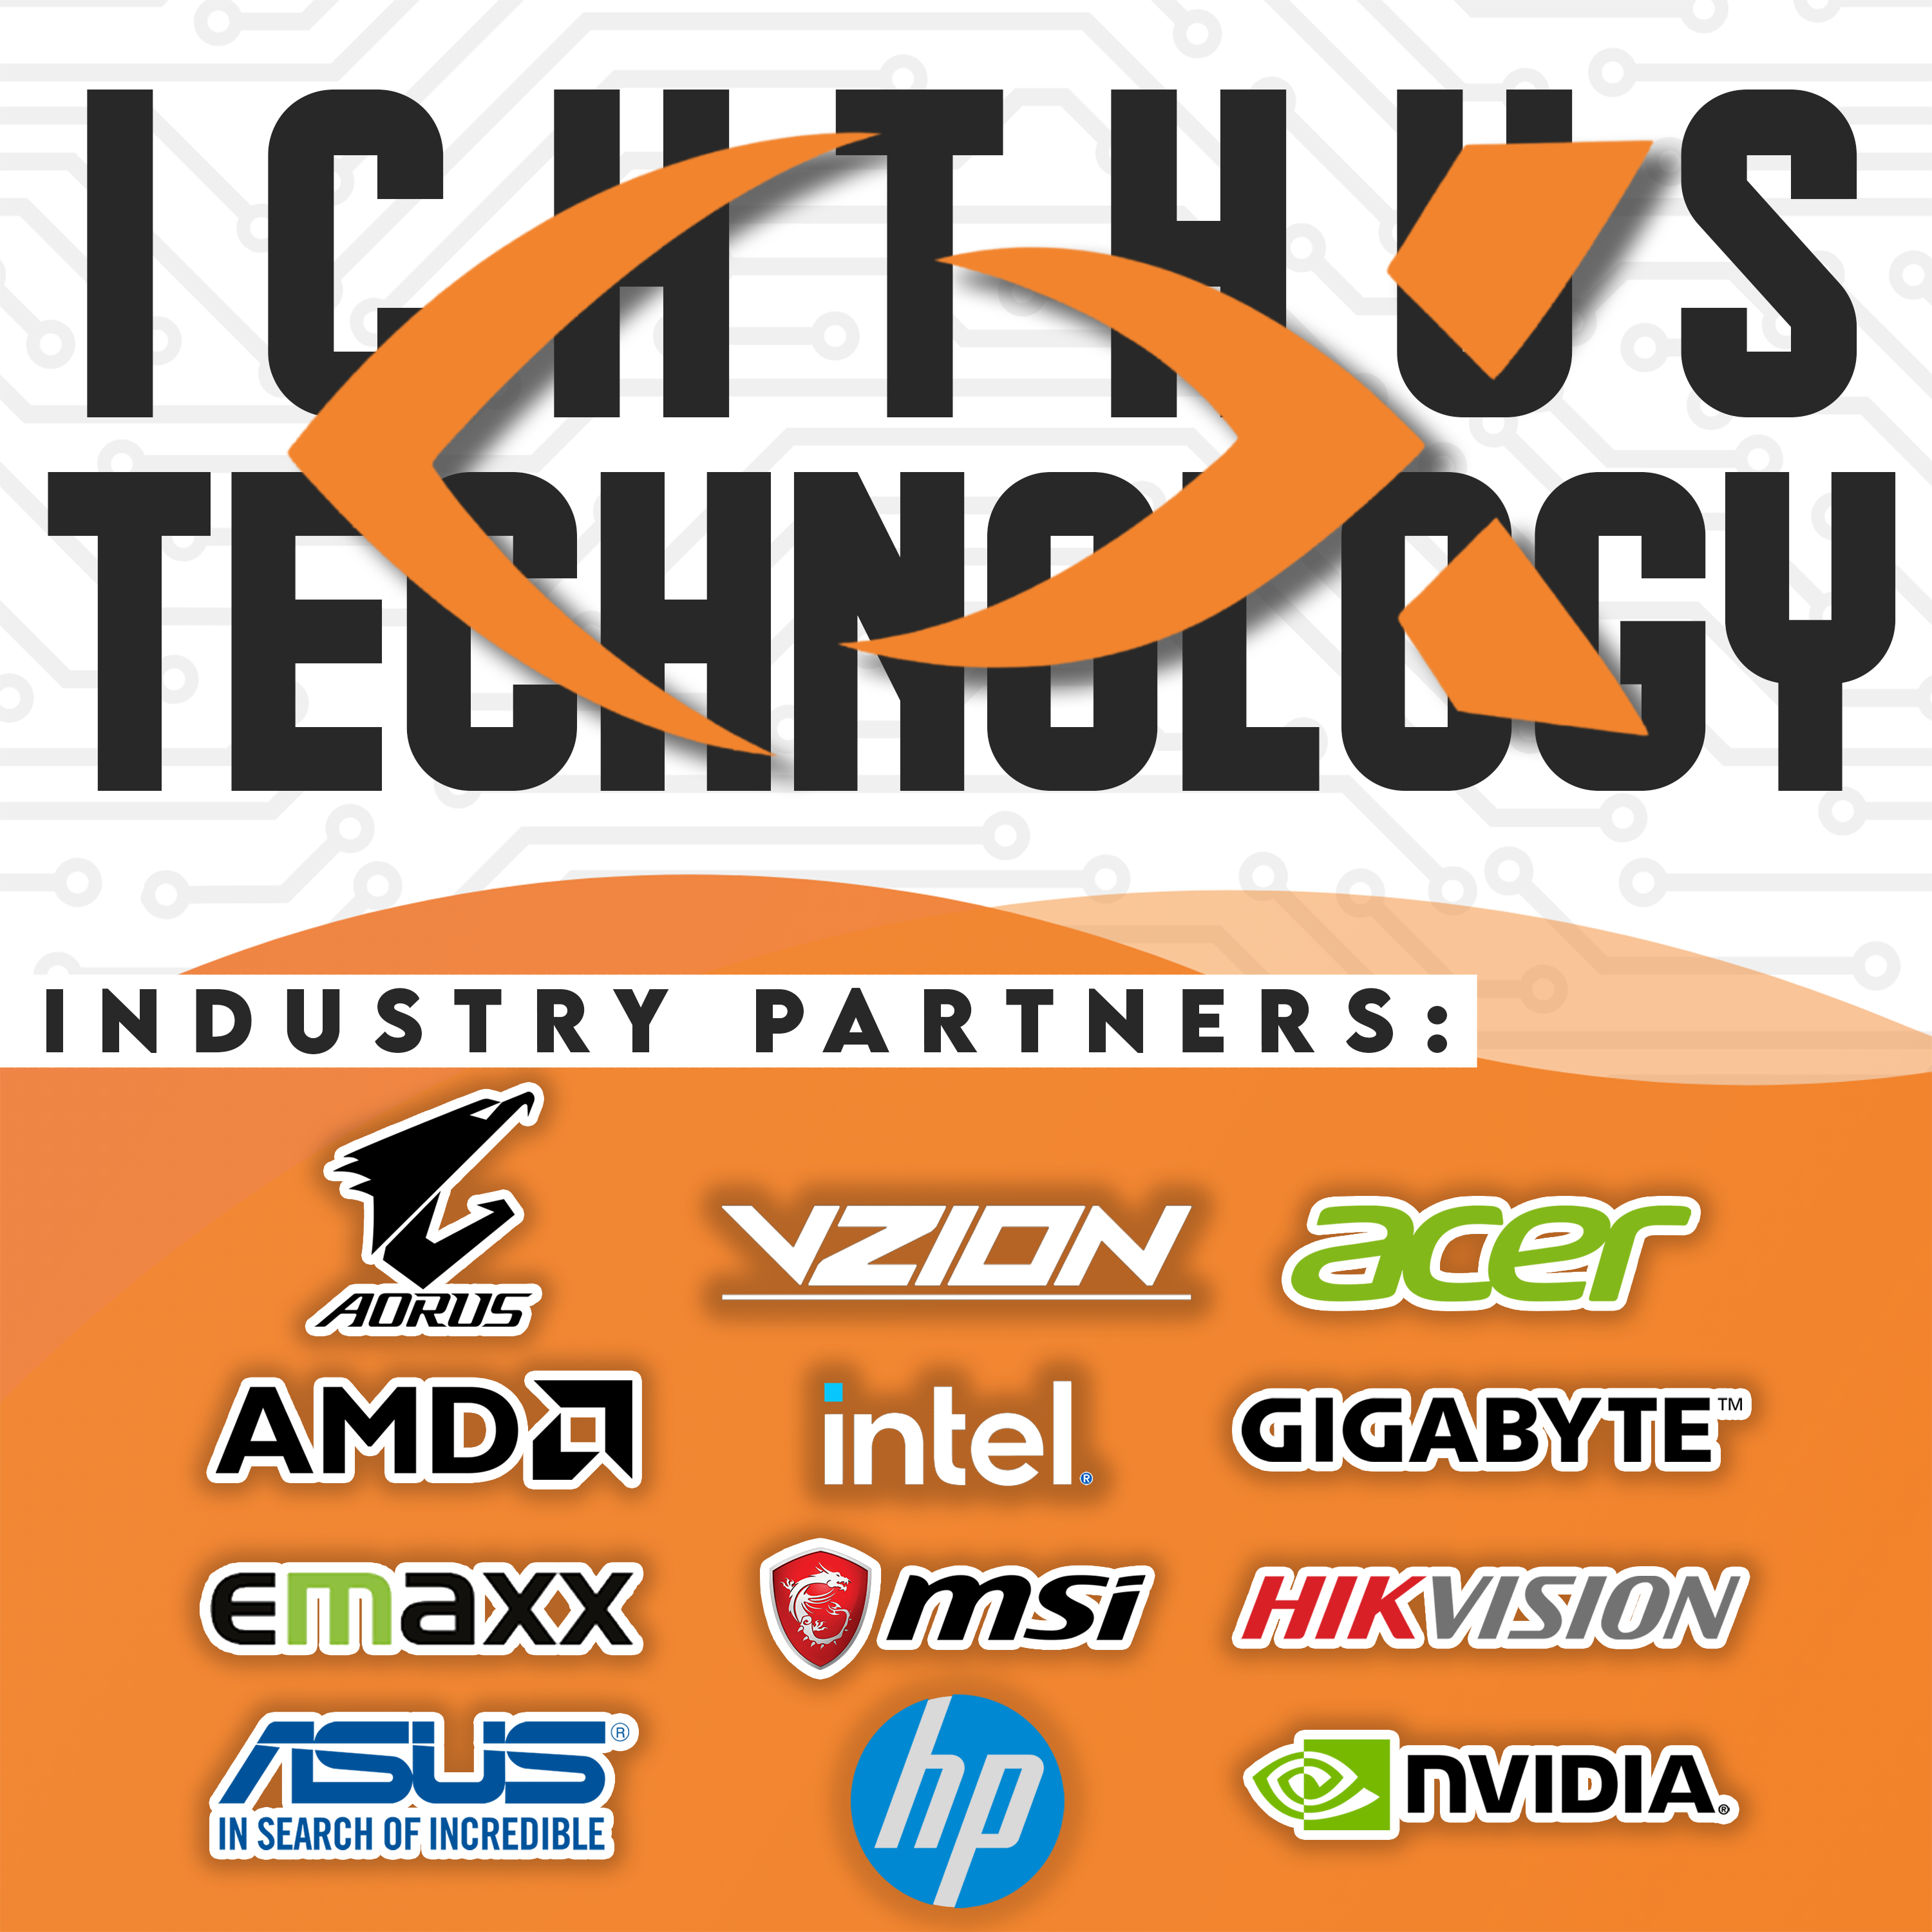 ICHTHUS
TECHNOLOGY
INDUSTRY PARTNERS:
AORUS
VZION
acer
AMD
intel®
GIGABYTE™
emaxx
msi
HIKVISION
ASUS®
IN SEARCH OF INCREDIBLE
hp
nVIDIA®